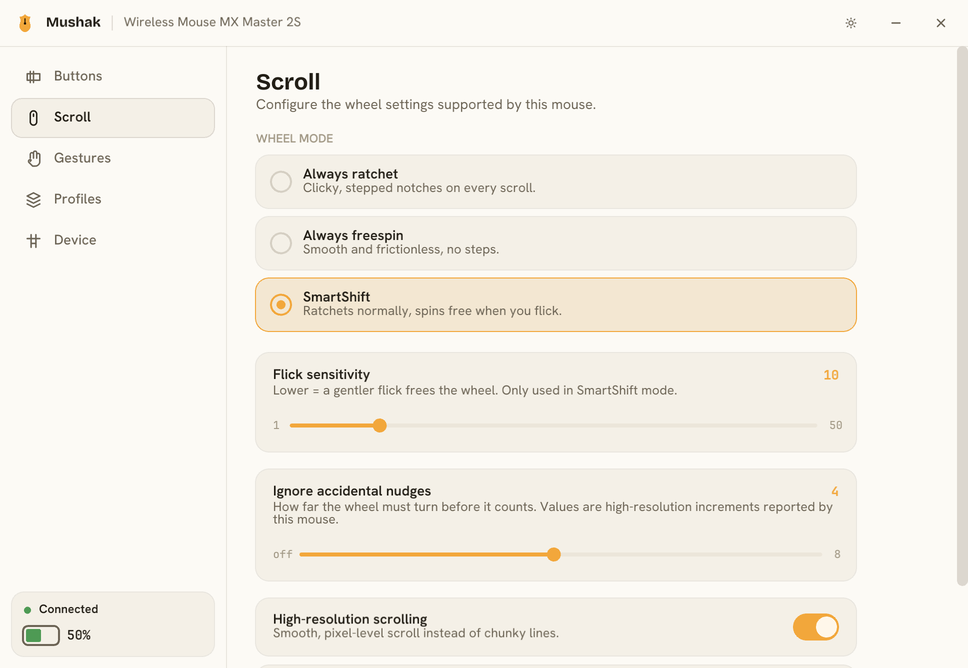 Mushak
Wireless Mouse MX Master 2S
Buttons
Scroll
Gestures
Profiles
Device
Connected
50%
Scroll
Configure the wheel settings supported by this mouse.
WHEEL MODE
Always ratchet
Clicky, stepped notches on every scroll.
Always freespin
Smooth and frictionless, no steps.
SmartShift
Ratchets normally, spins free when you flick.
Flick sensitivity
10
Lower = a gentler flick frees the wheel. Only used in SmartShift mode.
1
50
Ignore accidental nudges
4
How far the wheel must turn before it counts. Values are high-resolution increments reported by
this mouse.
off
8
High-resolution scrolling
Smooth, pixel-level scroll instead of chunky lines.